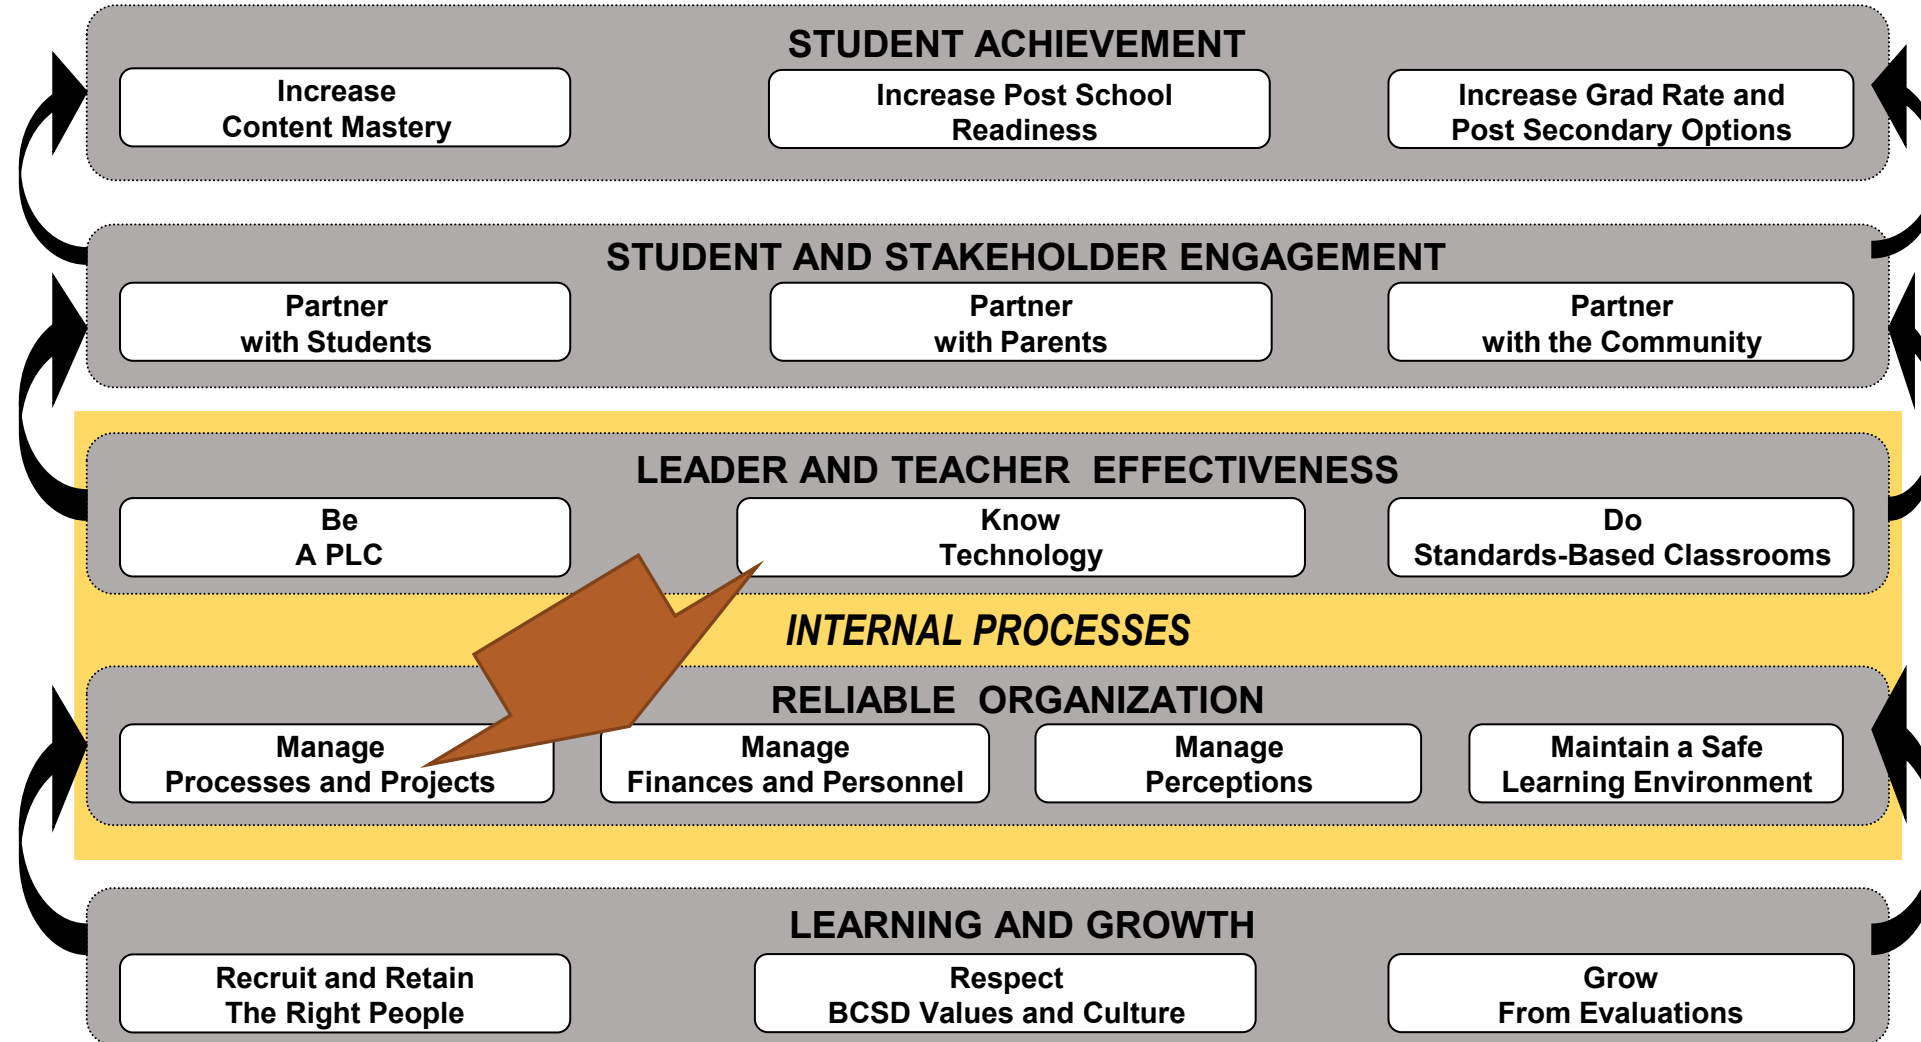 STUDENT ACHIEVEMENT
Increase
Content Mastery
Increase Post School
Readiness
Increase Grad Rate and
Post Secondary Options
STUDENT AND STAKEHOLDER ENGAGEMENT
Partner
with Students
Partner
with Parents
Partner
with the Community
LEADER AND TEACHER EFFECTIVENESS
Be
A PLC
Know
Technology
Do
Standards-Based Classrooms
INTERNAL PROCESSES
RELIABLE ORGANIZATION
Manage
Processes and Projects
Manage
Finances and Personnel
Manage
Perceptions
Maintain a Safe
Learning Environment
LEARNING AND GROWTH
Recruit and Retain
The Right People
Respect
BCSD Values and Culture
Grow
From Evaluations